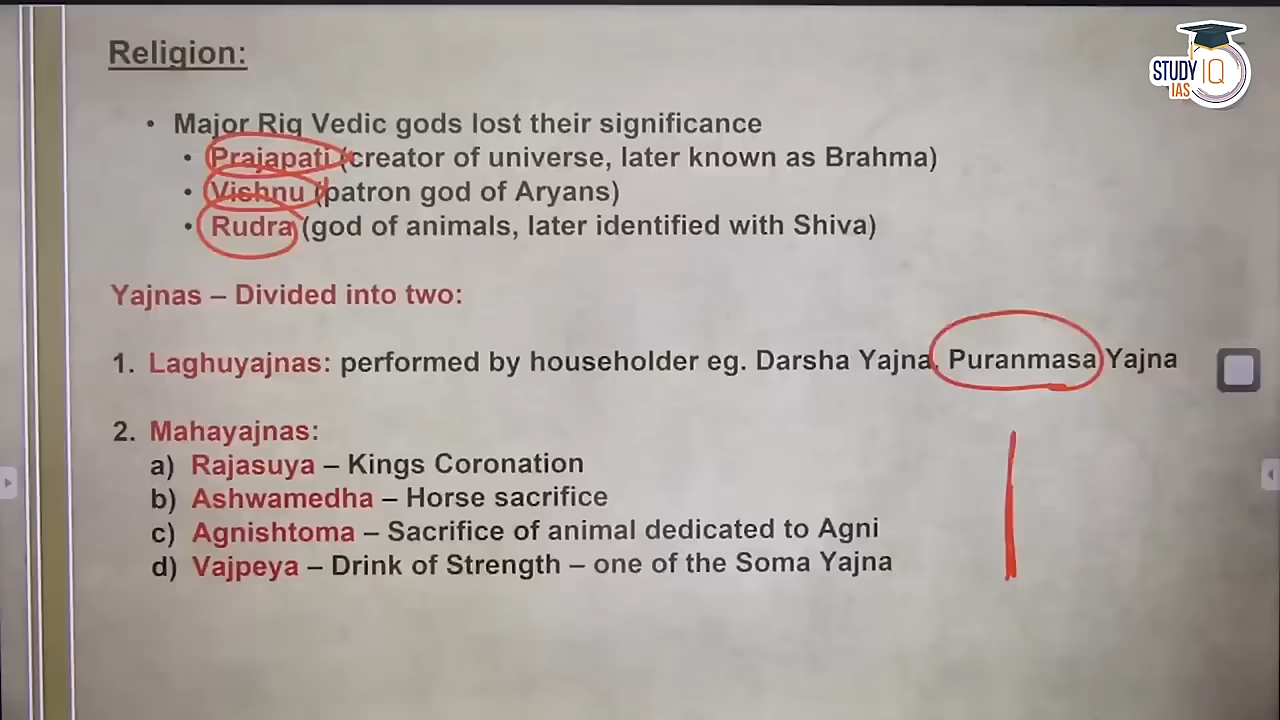 Religion:
STUDY IQ
IAS
• Major Riq Vedic gods lost their significance
• Prajapati (creator of universe, later known as Brahma)
• Vishnu (patron god of Aryans)
• Rudra (god of animals, later identified with Shiva)
Yajnas – Divided into two:
1. Laghuyajnas: performed by householder eg. Darsha Yajna, Puranmasa Yajna
2. Mahayajnas:
a) Rajasuya – Kings Coronation
b) Ashwamedha – Horse sacrifice
c) Agnishtoma – Sacrifice of animal dedicated to Agni
d) Vajpeya – Drink of Strength – one of the Soma Yajna